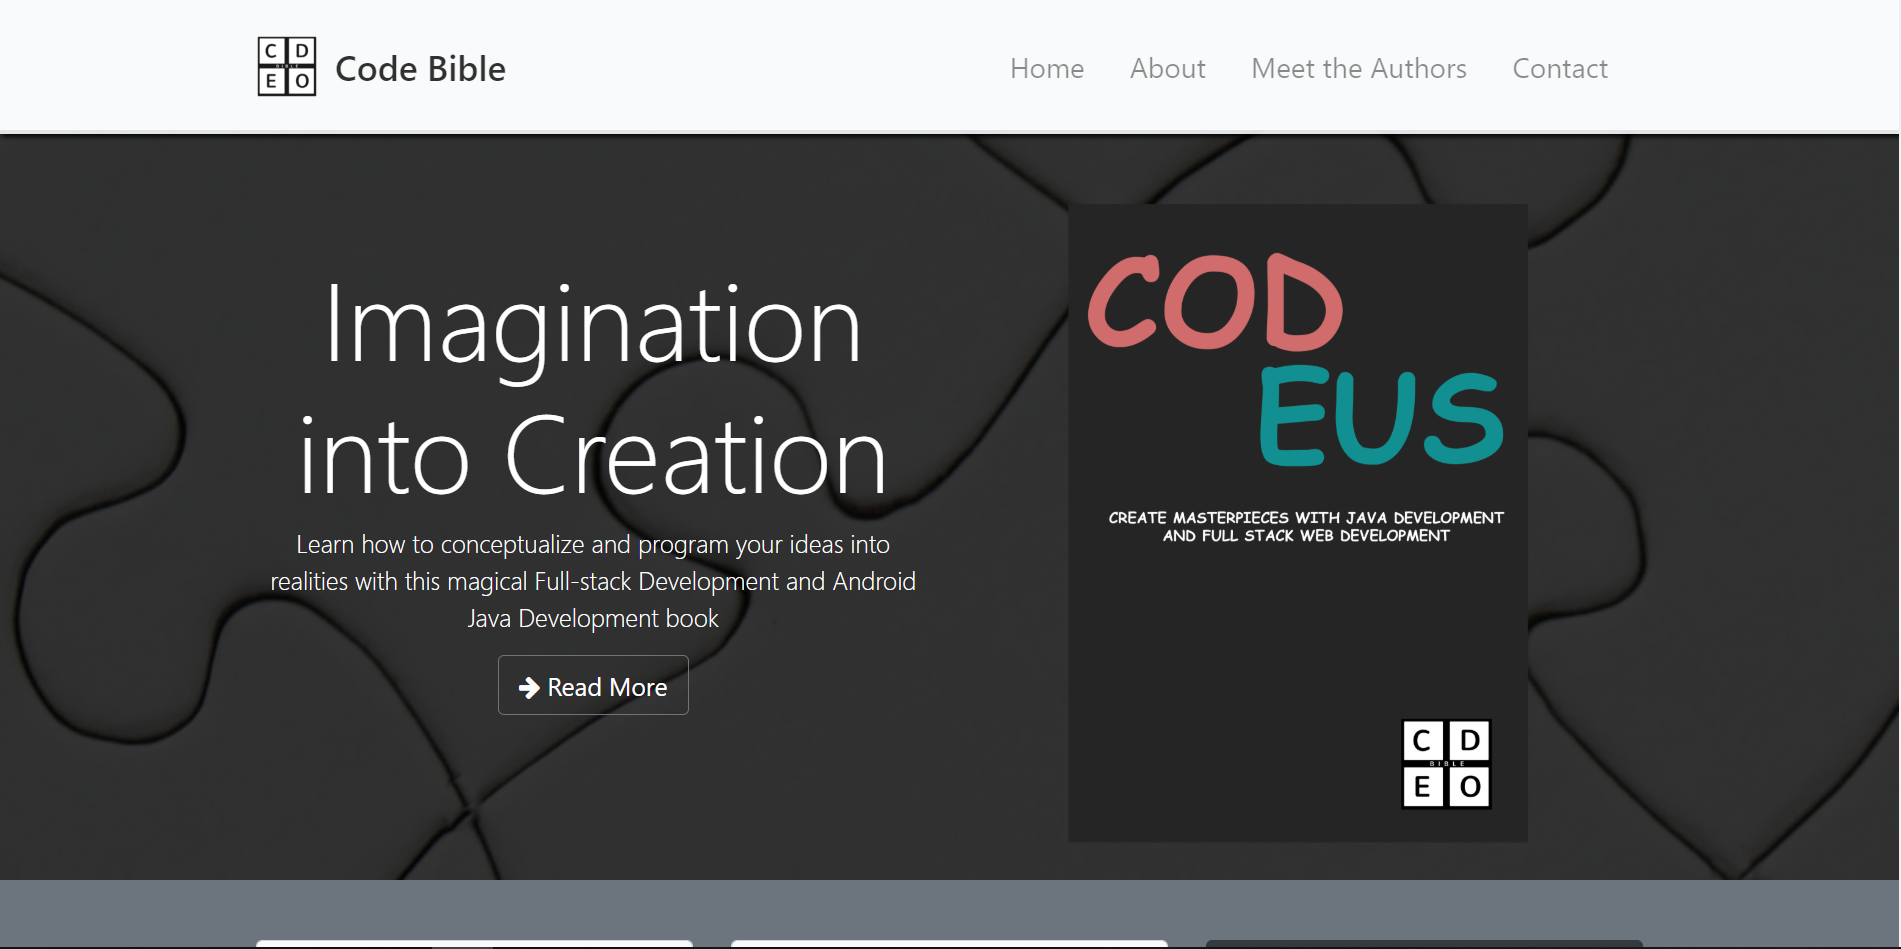 C D
BIBLE
E O
Code Bible
Home About Meet the Authors Contact
Imagination
into Creation
Learn how to conceptualize and program your ideas into
realities with this magical Full-stack Development and Android
Java Development book
Read More
COD
EUS
CREATE MASTERPIECES WITH JAVA DEVELOPMENT
AND FULL STACK WEB DEVELOPMENT
C D
BIBLE
E O